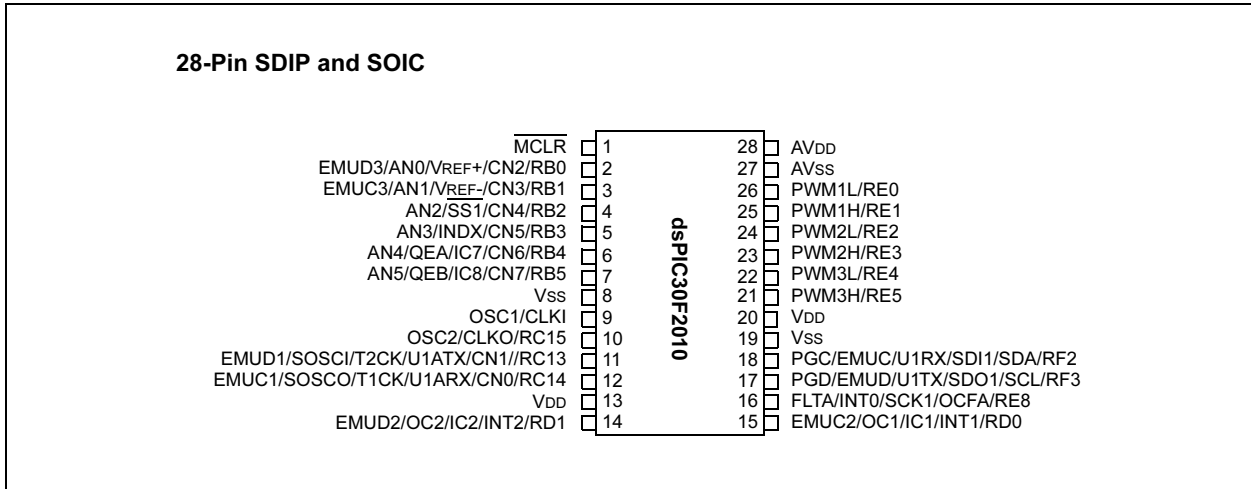 28-Pin SDIP and SOIC
MCLR 1 28 AVDD
EMUD3/AN0/VREF+/CN2/RB0 2 27 AVSS
EMUC3/AN1/VREF-/CN3/RB1 3 26 PWM1L/RE0
AN2/SS1/CN4/RB2 4 25 PWM1H/RE1
AN3/INDX/CN5/RB3 5 24 PWM2L/RE2
AN4/QEA/IC7/CN6/RB4 6 23 PWM2H/RE3
AN5/QEB/IC8/CN7/RB5 7 22 PWM3L/RE4
VSS 8 21 PWM3H/RE5
OSC1/CLKI 9 20 VDD
OSC2/CLKO/RC15 10 19 VSS
EMUD1/SOSCI/T2CK/U1ATX/CN1//RC13 11 18 PGC/EMUC/U1RX/SDI1/SDA/RF2
EMUC1/SOSCO/T1CK/U1ARX/CN0/RC14 12 17 PGD/EMUD/U1TX/SDO1/SCL/RF3
VDD 13 16 FLTA/INT0/SCK1/OCFA/RE8
EMUD2/OC2/IC2/INT2/RD1 14 15 EMUC2/OC1/IC1/INT1/RD0
dsPIC30F2010